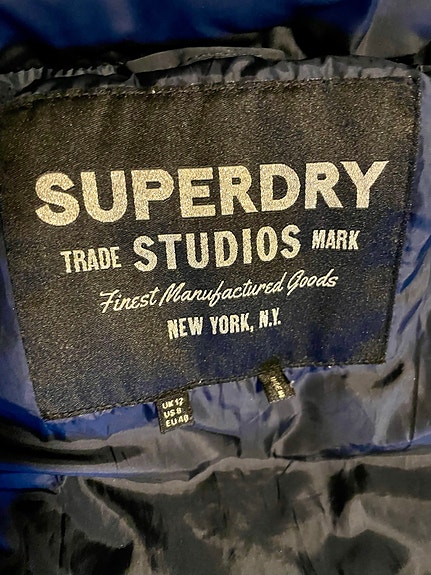 SUPERDRY
TRADE STUDIOS MARK
Finest Manufactured Goods
NEW YORK, N.Y.
UK 12
US 8
EU 40